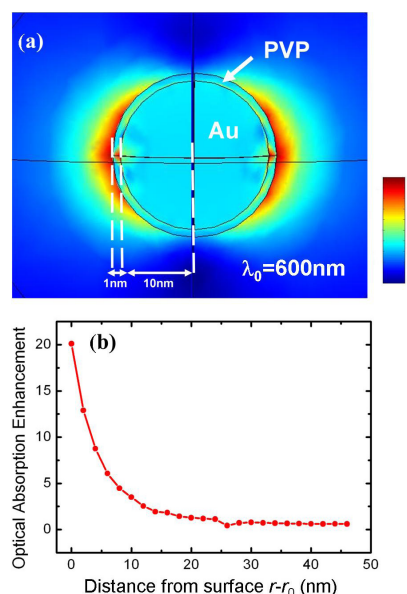 (a)
PVP
Au
1nm
10nm
λ₀=600nm
(b)
Optical Absorption Enhancement
20
15
10
5
0
0 10 20 30 40 50
Distance from surface r-r₀ (nm)